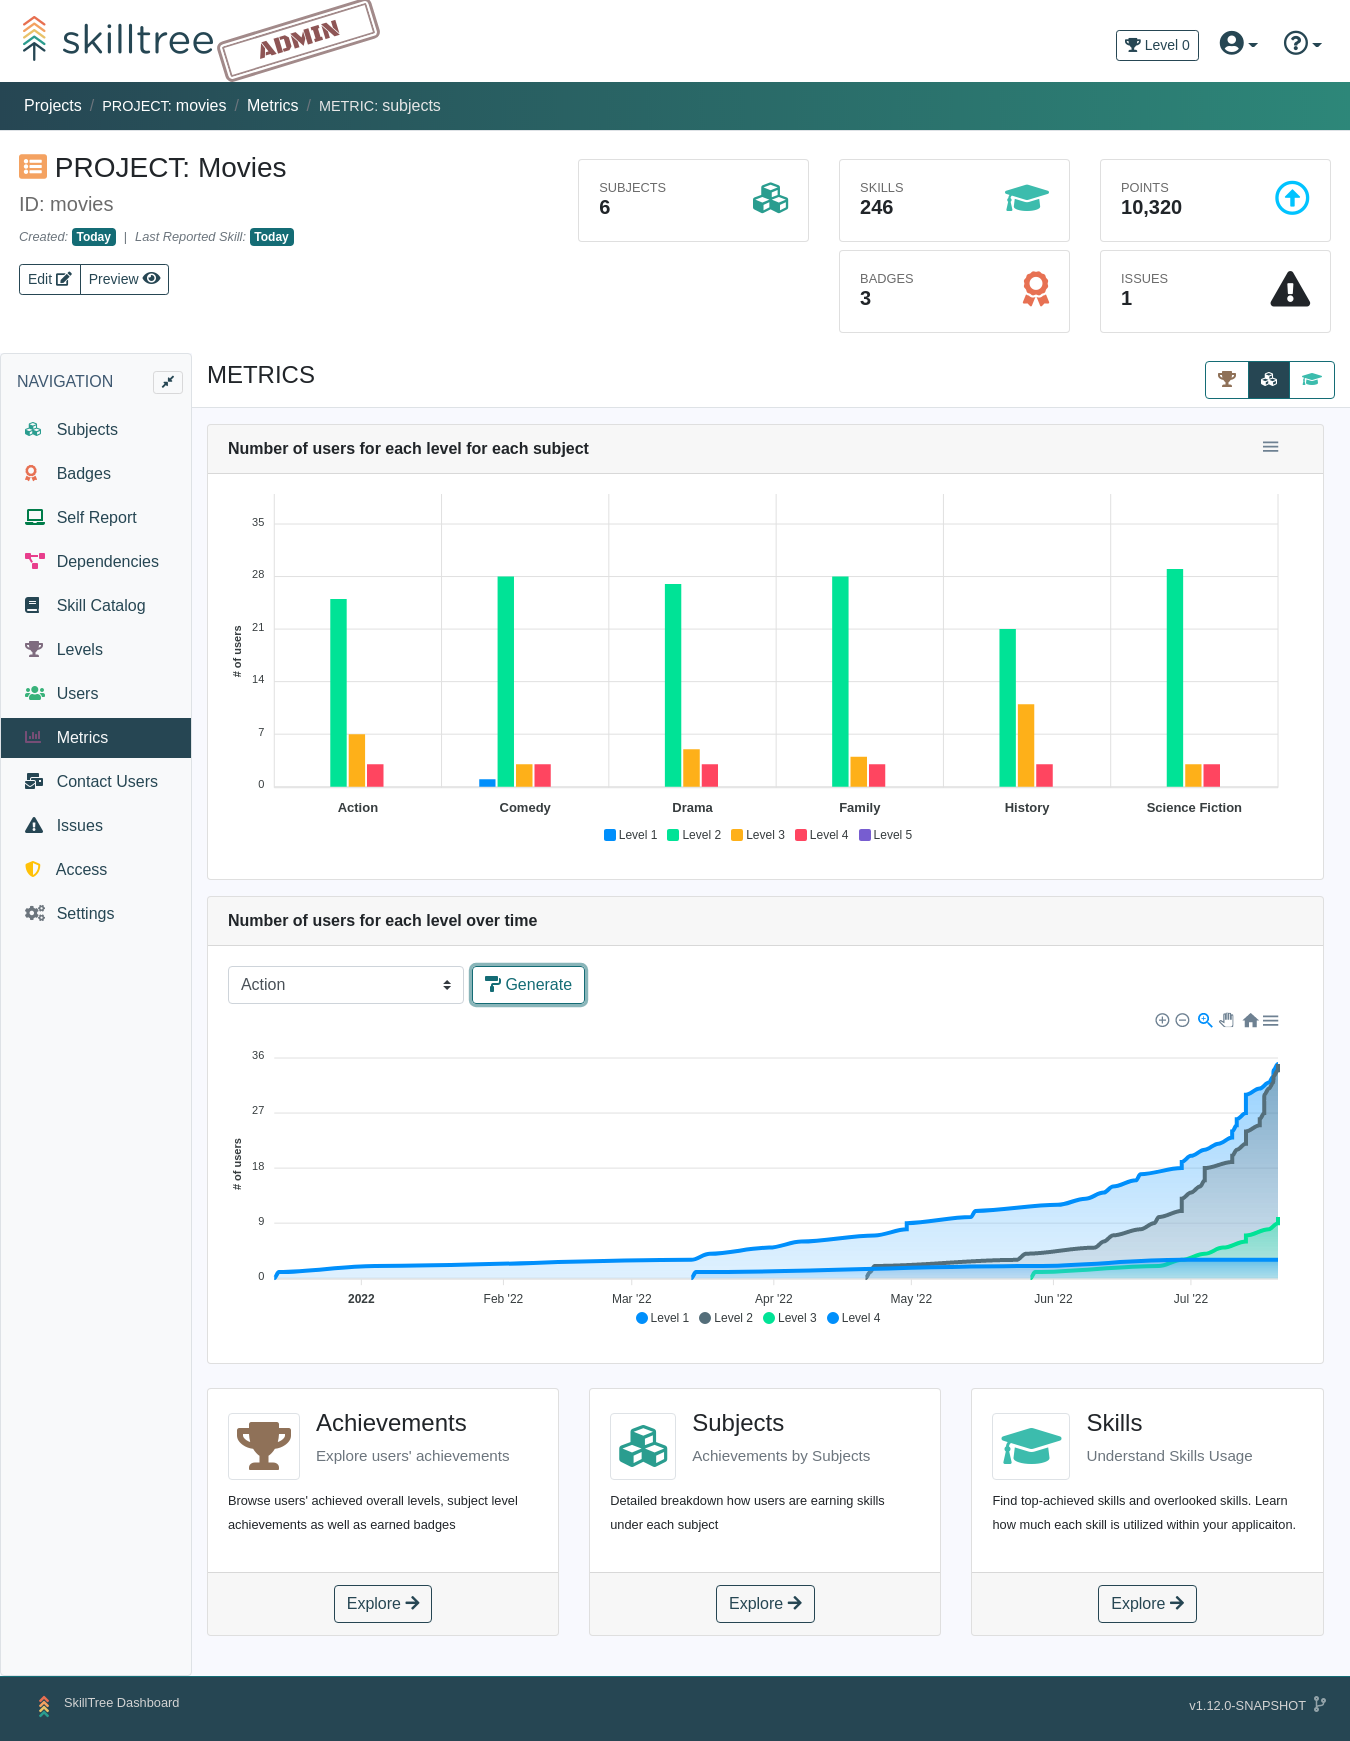 skilltree
ADMIN
Level 0
Projects / PROJECT: movies / Metrics / METRIC: subjects
PROJECT: Movies
ID: movies
Created: Today | Last Reported Skill: Today
Edit
Preview
SUBJECTS
6
SKILLS
246
POINTS
10,320
BADGES
3
ISSUES
1
NAVIGATION
Subjects
Badges
Self Report
Dependencies
Skill Catalog
Levels
Users
Metrics
Contact Users
Issues
Access
Settings
METRICS
Number of users for each level for each subject
# of users
35
28
21
14
7
0
Action Comedy Drama Family History Science Fiction
Level 1 Level 2 Level 3 Level 4 Level 5
Number of users for each level over time
Action
Generate
# of users
36
27
18
9
0
2022 Feb '22 Mar '22 Apr '22 May '22 Jun '22 Jul '22
Level 1 Level 2 Level 3 Level 4
Achievements
Explore users' achievements
Browse users' achieved overall levels, subject level
achievements as well as earned badges
Explore
Subjects
Achievements by Subjects
Detailed breakdown how users are earning skills
under each subject
Explore
Skills
Understand Skills Usage
Find top-achieved skills and overlooked skills. Learn
how much each skill is utilized within your applicaiton.
Explore
SkillTree Dashboard
v1.12.0-SNAPSHOT